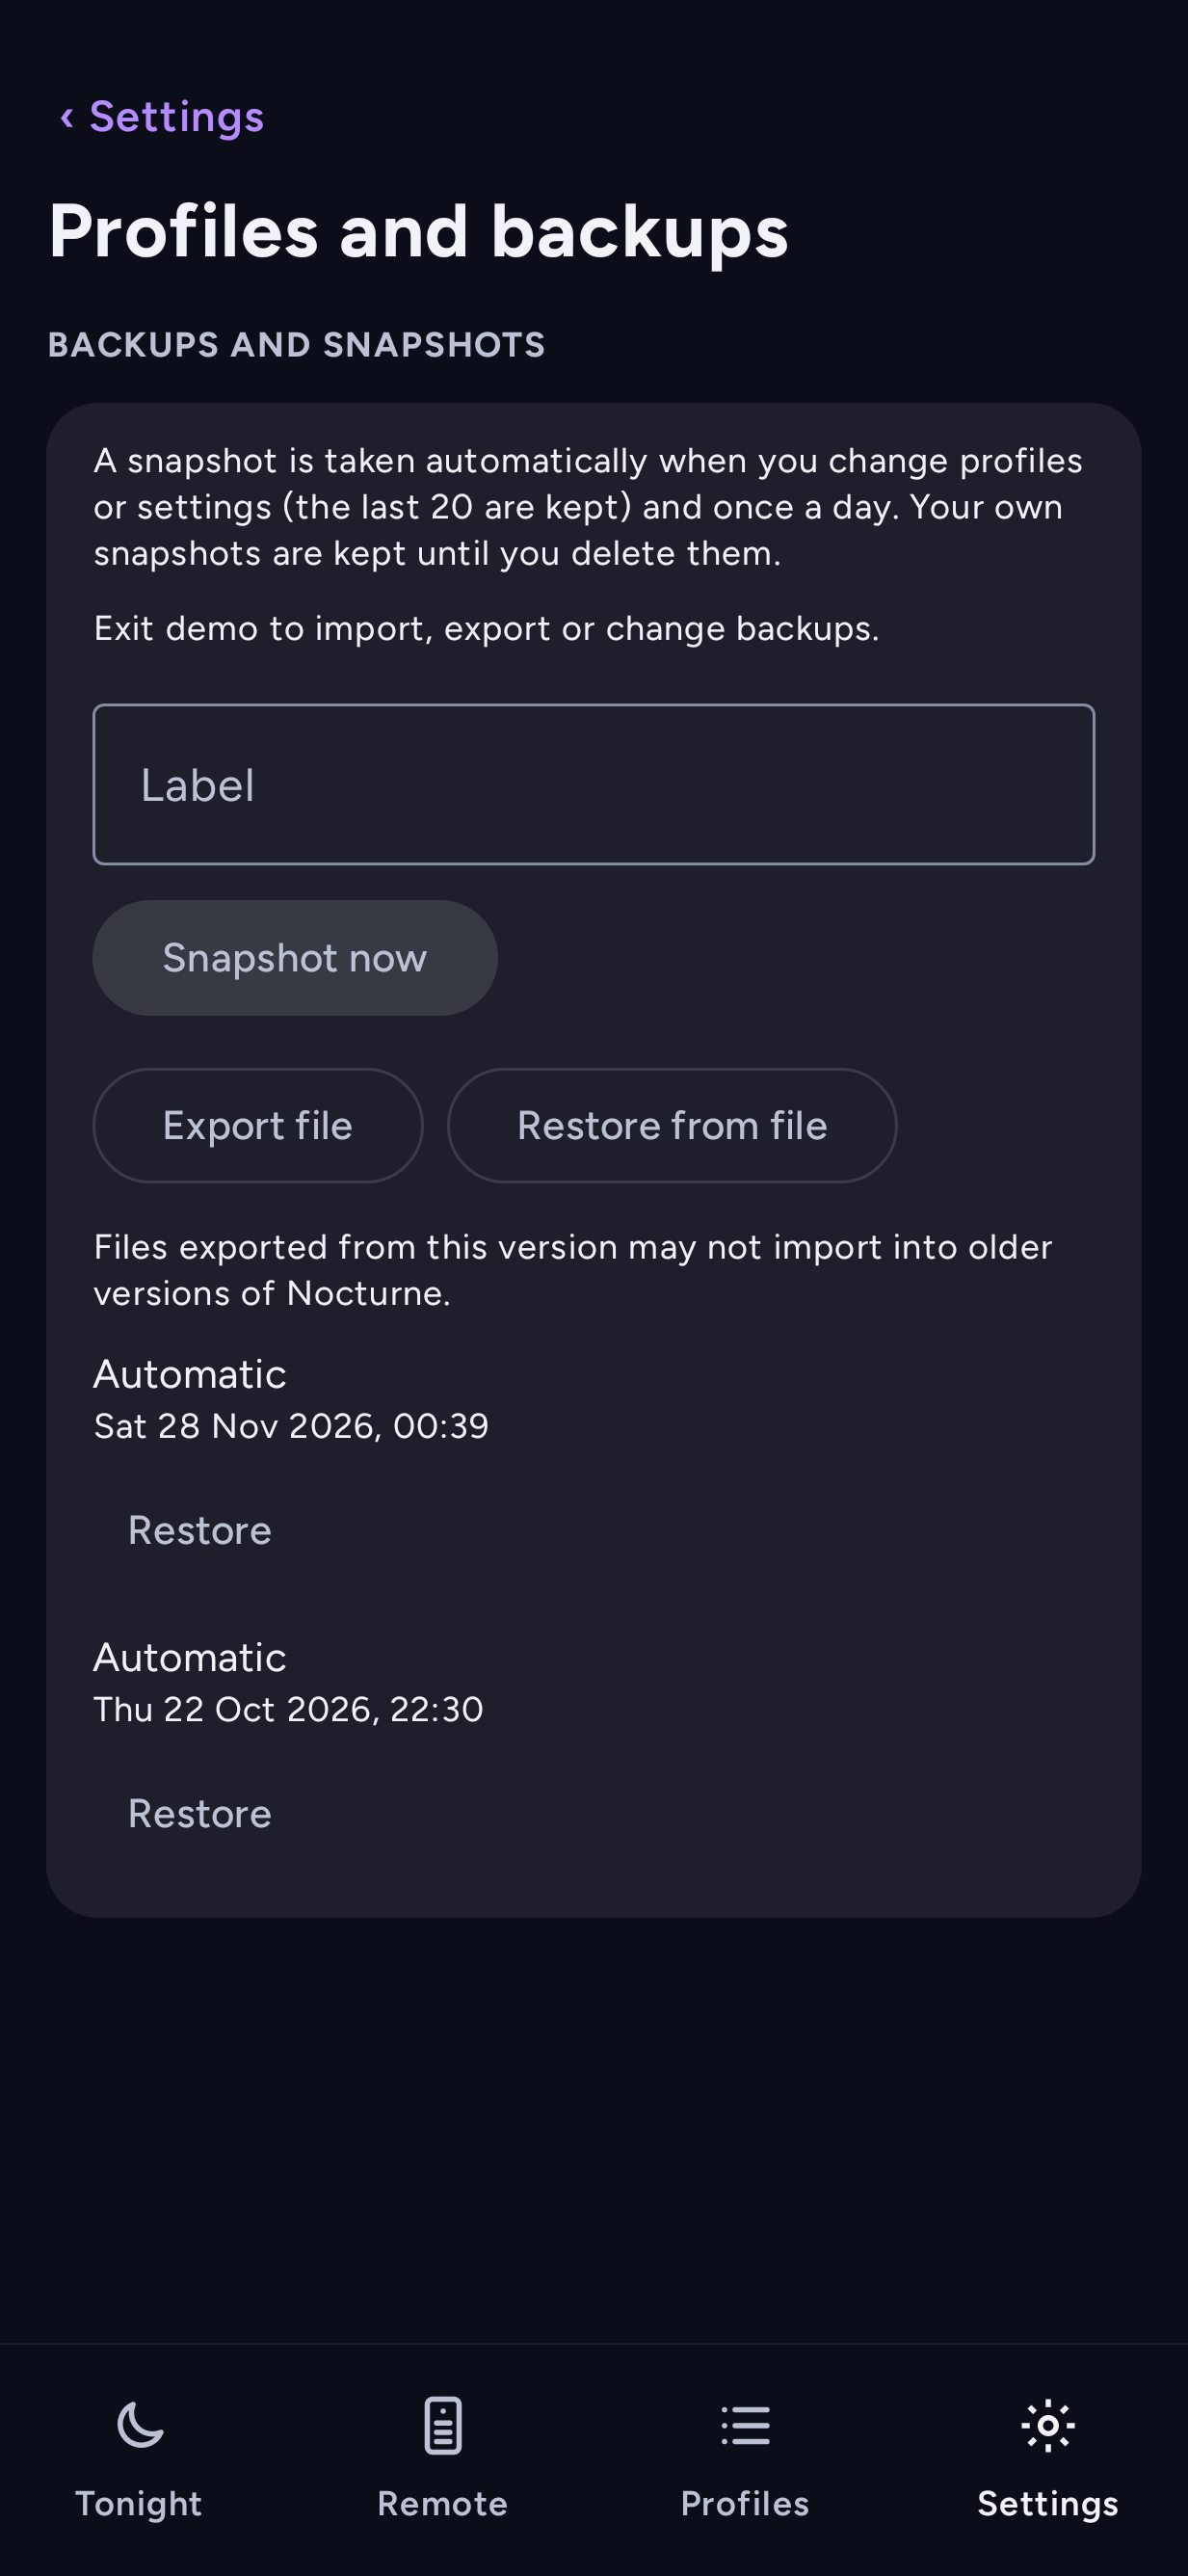 ‹ Settings
Profiles and backups
BACKUPS AND SNAPSHOTS
A snapshot is taken automatically when you change profiles
or settings (the last 20 are kept) and once a day. Your own
snapshots are kept until you delete them.
Exit demo to import, export or change backups.
Label
Snapshot now
Export file
Restore from file
Files exported from this version may not import into older
versions of Nocturne.
Automatic
Sat 28 Nov 2026, 00:39
Restore
Automatic
Thu 22 Oct 2026, 22:30
Restore
Tonight
Remote
Profiles
Settings